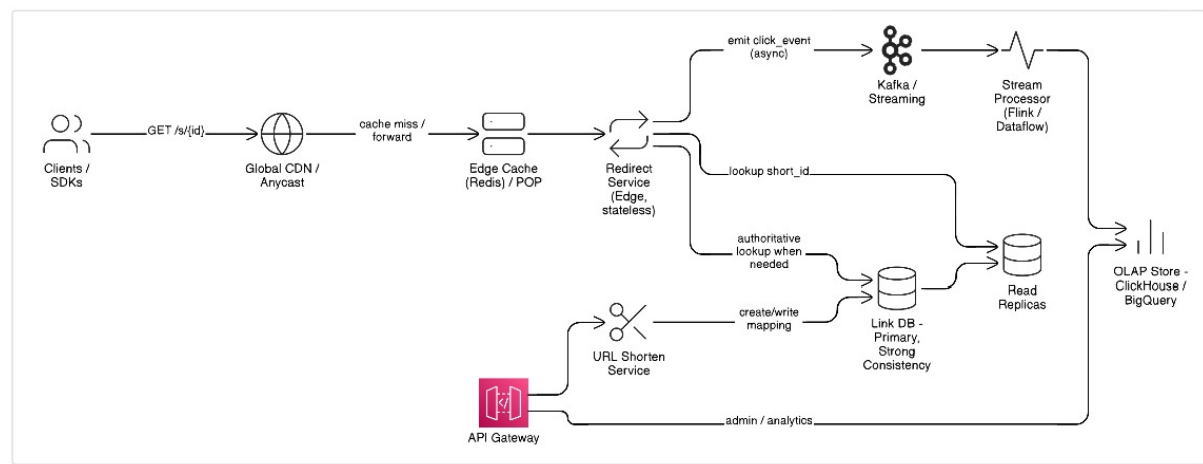 emit click_event
(async)
Kafka /
Streaming
Stream
Processor
(Flink /
Dataflow)
GET /s/{id}
cache miss /
forward
Clients /
SDKs
Global CDN /
Anycast
Edge Cache
(Redis) / POP
Redirect
Service
(Edge,
stateless)
lookup short_id
authoritative
lookup when
needed
Read
Replicas
OLAP Store -
ClickHouse /
BigQuery
create/write
mapping
Link DB -
Primary,
Strong
Consistency
URL Shorten
Service
API Gateway
admin / analytics